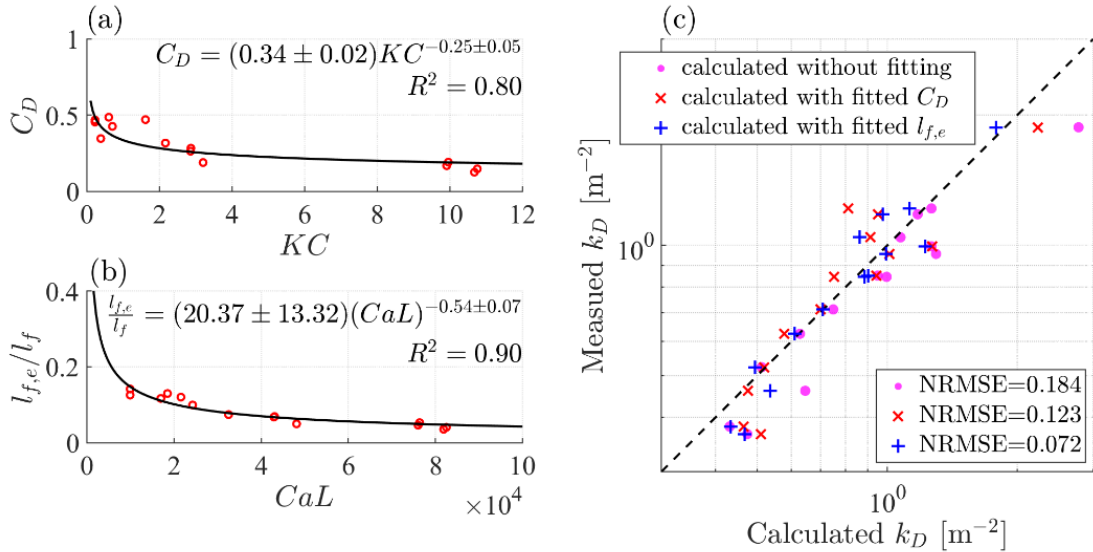 (a)
C_D = (0.34 ± 0.02)KC^{-0.25±0.05}
R^2 = 0.80
1
0.5
0
C_D
0 2 4 6 8 10 12
KC
(b)
l_{f,e}/l_f = (20.37 ± 13.32)(CaL)^{-0.54±0.07}
R^2 = 0.90
0.4
0.2
0
l_{f,e}/l_f
0 2 4 6 8 10
CaL
×10^4
(c)
calculated without fitting
calculated with fitted C_D
calculated with fitted l_{f,e}
Measued k_D [m^{-2}]
10^0
NRMSE=0.184
NRMSE=0.123
NRMSE=0.072
10^0
Calculated k_D [m^{-2}]